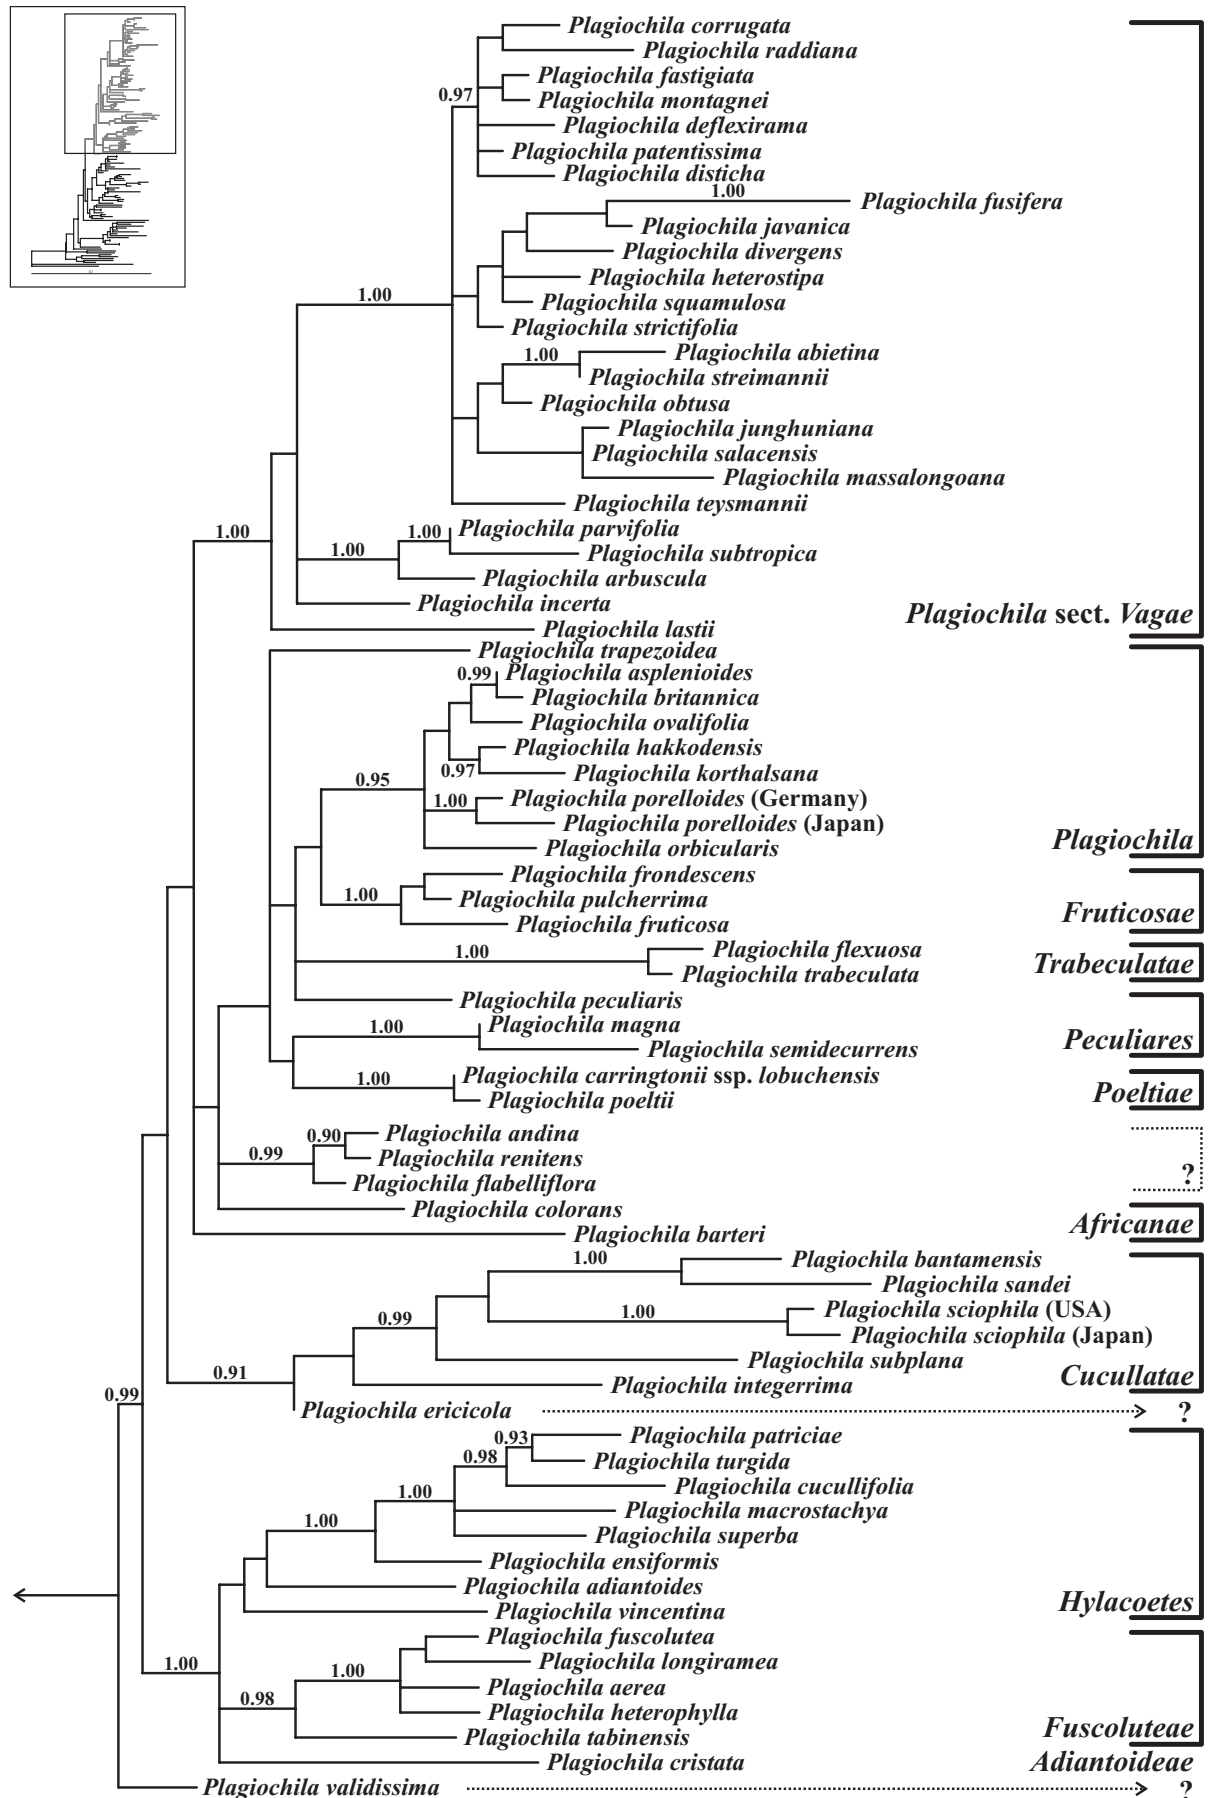 Plagiochila corrugata
Plagiochila raddiana
Plagiochila fastigiata
0.97
Plagiochila montagnei
Plagiochila deflexirama
Plagiochila patentissima
Plagiochila disticha
1.00
Plagiochila fusifera
Plagiochila javanica
Plagiochila divergens
Plagiochila heterostipa
1.00
Plagiochila squamulosa
Plagiochila strictifolia
1.00
Plagiochila abietina
Plagiochila streimannii
Plagiochila obtusa
Plagiochila junghuniana
Plagiochila salacensis
Plagiochila massalongoana
Plagiochila teysmannii
1.00
1.00
Plagiochila parvifolia
1.00
Plagiochila subtropica
Plagiochila arbuscula
Plagiochila incerta
Plagiochila sect. Vagae
Plagiochila lastii
Plagiochila trapezoidea
0.99
Plagiochila asplenioides
Plagiochila britannica
Plagiochila ovalifolia
Plagiochila hakkodensis
0.95
0.97
Plagiochila korthalsana
1.00
Plagiochila porelloides (Germany)
Plagiochila porelloides (Japan)
Plagiochila
Plagiochila orbicularis
Plagiochila frondescens
1.00
Plagiochila pulcherrima
Fruticosae
Plagiochila fruticosa
1.00
Plagiochila flexuosa
Trabeculatae
Plagiochila trabeculata
Plagiochila peculiaris
1.00
Plagiochila magna
Peculiares
Plagiochila semidecurrens
1.00
Plagiochila carringtonii ssp. lobuchensis
Poeltiae
Plagiochila poeltii
0.90
Plagiochila andina
0.99
Plagiochila renitens
?
Plagiochila flabelliflora
Plagiochila colorans
Africanae
Plagiochila barteri
1.00
Plagiochila bantamensis
Plagiochila sandei
1.00
Plagiochila sciophila (USA)
0.99
Plagiochila sciophila (Japan)
Plagiochila subplana
0.91
Cucullatae
Plagiochila integerrima
0.99
Plagiochila ericicola
?
0.93
Plagiochila patriciae
0.98
Plagiochila turgida
Plagiochila cucullifolia
1.00
Plagiochila macrostachya
1.00
Plagiochila superba
Plagiochila ensiformis
Plagiochila adiantoides
Hylacoetes
Plagiochila vincentina
Plagiochila fuscolutea
1.00
1.00
Plagiochila longiramea
Plagiochila aerea
0.98
Plagiochila heterophylla
Fuscoluteae
Plagiochila tabinensis
Plagiochila cristata
Adiantoideae
Plagiochila validissima
?